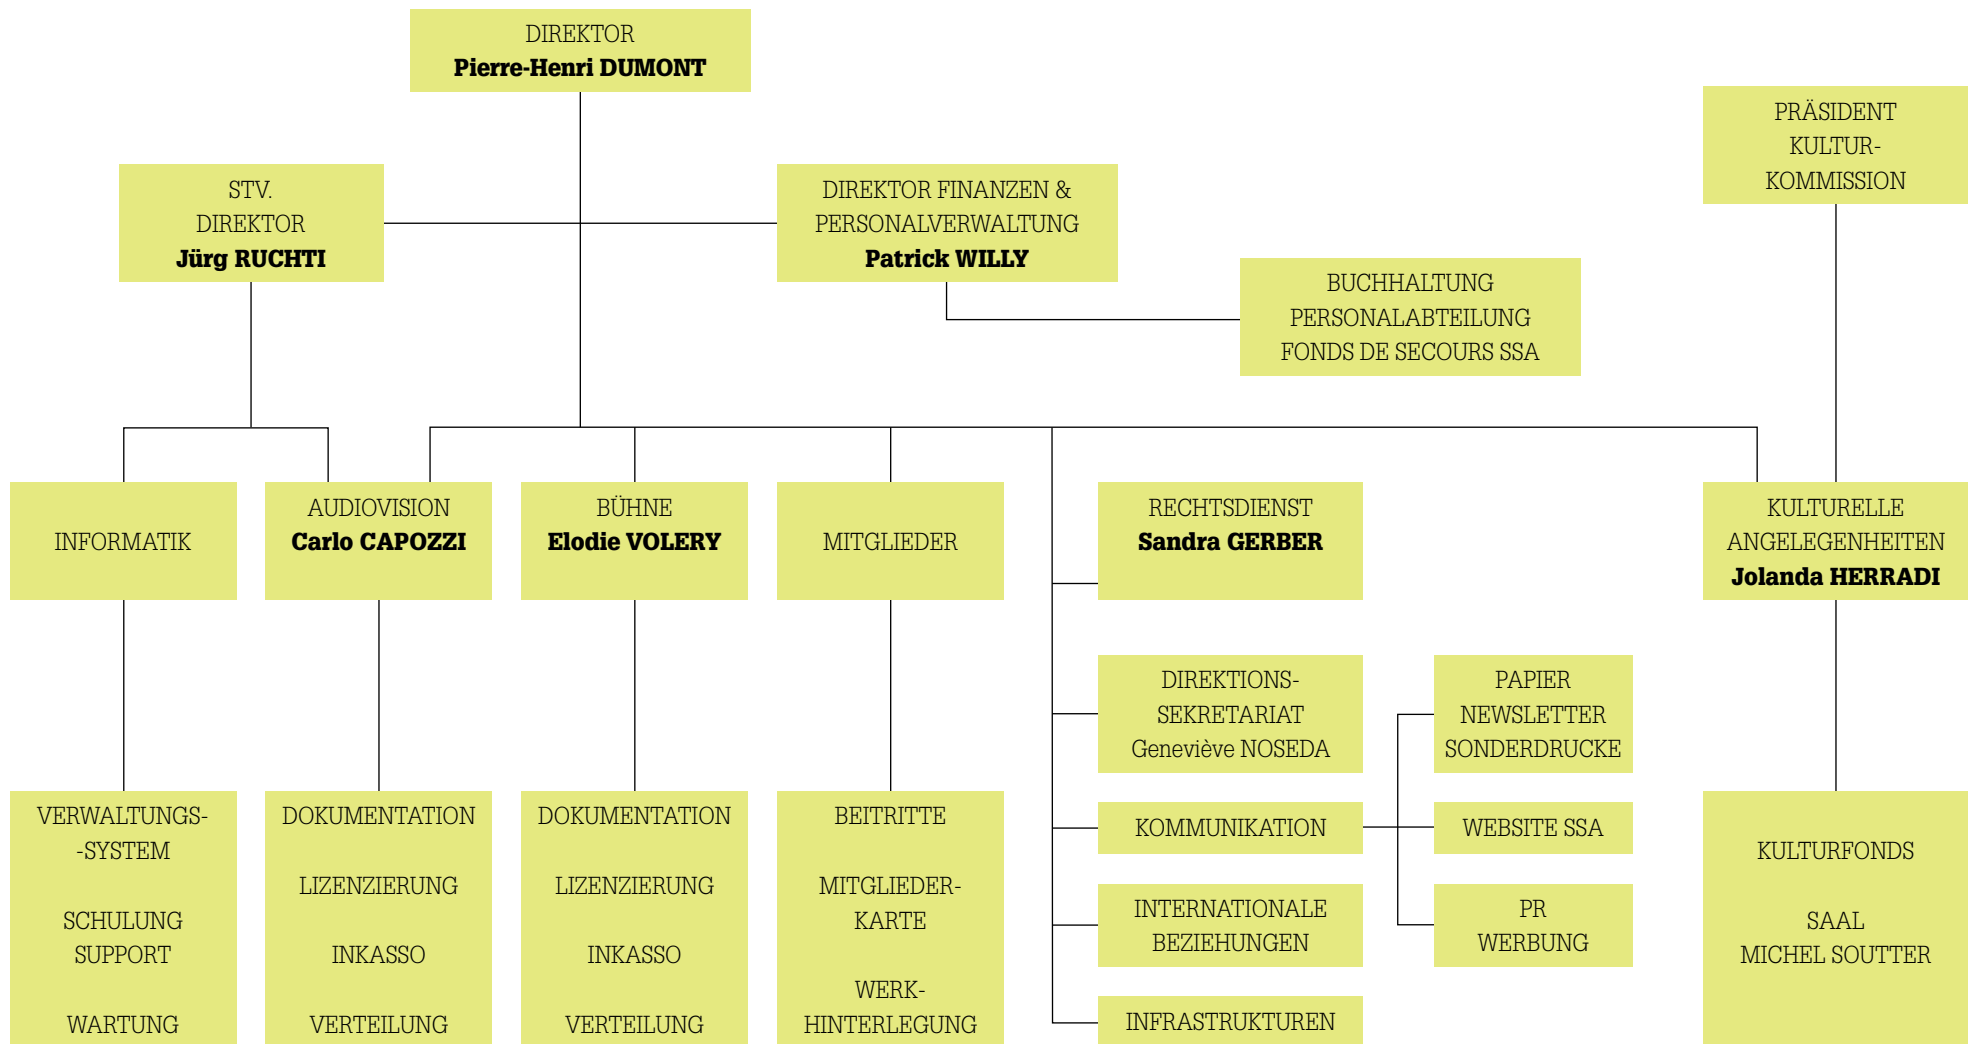 DIREKTOR
Pierre-Henri DUMONT
PRÄSIDENT
KULTUR-
KOMMISSION
STV.
DIREKTOR
Jürg RUCHTI
DIREKTOR FINANZEN &
PERSONALVERWALTUNG
Patrick WILLY
BUCHHALTUNG
PERSONALABTEILUNG
FONDS DE SECOURS SSA
INFORMATIK
AUDIOVISION
Carlo CAPOZZI
BÜHNE
Elodie VOLERY
MITGLIEDER
RECHTSDIENST
Sandra GERBER
KULTURELLE
ANGELEGENHEITEN
Jolanda HERRADI
DIREKTIONS-
SEKRETARIAT
Geneviève NOSEDA
PAPIER
NEWSLETTER
SONDERDRUCKE
KOMMUNIKATION
WEBSITE SSA
INTERNATIONALE
BEZIEHUNGEN
PR
WERBUNG
INFRASTRUKTUREN
VERWALTUNGS-
-SYSTEM
SCHULUNG
SUPPORT
WARTUNG
DOKUMENTATION
LIZENZIERUNG
INKASSO
VERTEILUNG
DOKUMENTATION
LIZENZIERUNG
INKASSO
VERTEILUNG
BEITRITTE
MITGLIEDER-
KARTE
WERK-
HINTERLEGUNG
KULTURFONDS
SAAL
MICHEL SOUTTER